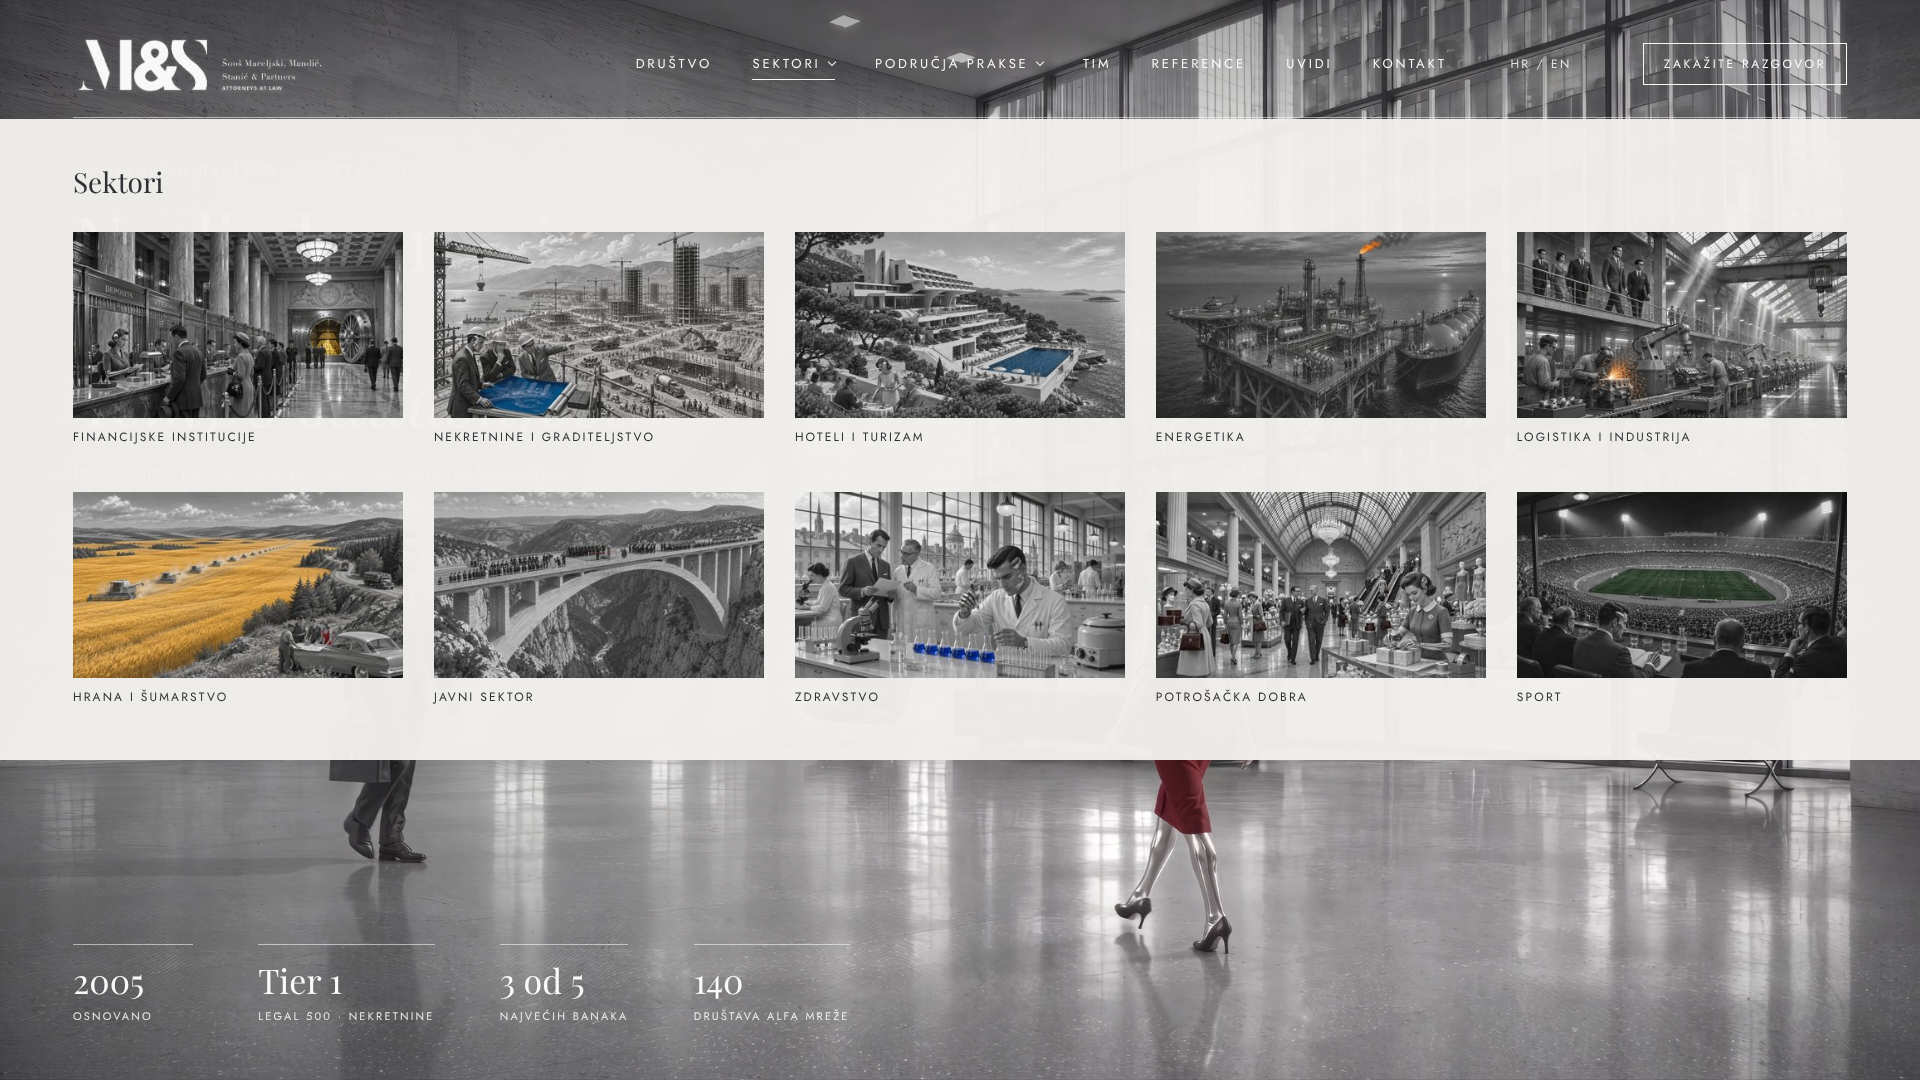 M&S
Šooš Maceljski, Mandić,
Stanić & Partners
ATTORNEYS AT LAW
DRUŠTVO
SEKTORI
PODRUČJA PRAKSE
TIM
REFERENCE
UVIDI
KONTAKT
HR / EN
ZAKAŽITE RAZGOVOR
Sektori
DEPOSITS
FINANCIJSKE INSTITUCIJE
NEKRETNINE I GRADITELJSTVO
HOTELI I TURIZAM
ENERGETIKA
LOGISTIKA I INDUSTRIJA
HRANA I ŠUMARSTVO
JAVNI SEKTOR
ZDRAVSTVO
POTROŠAČKA DOBRA
SPORT
2005
OSNOVANO
Tier 1
LEGAL 500 · NEKRETNINE
3 od 5
NAJVEĆIH BANAKA
140
DRUŠTAVA ALFA MREŽE